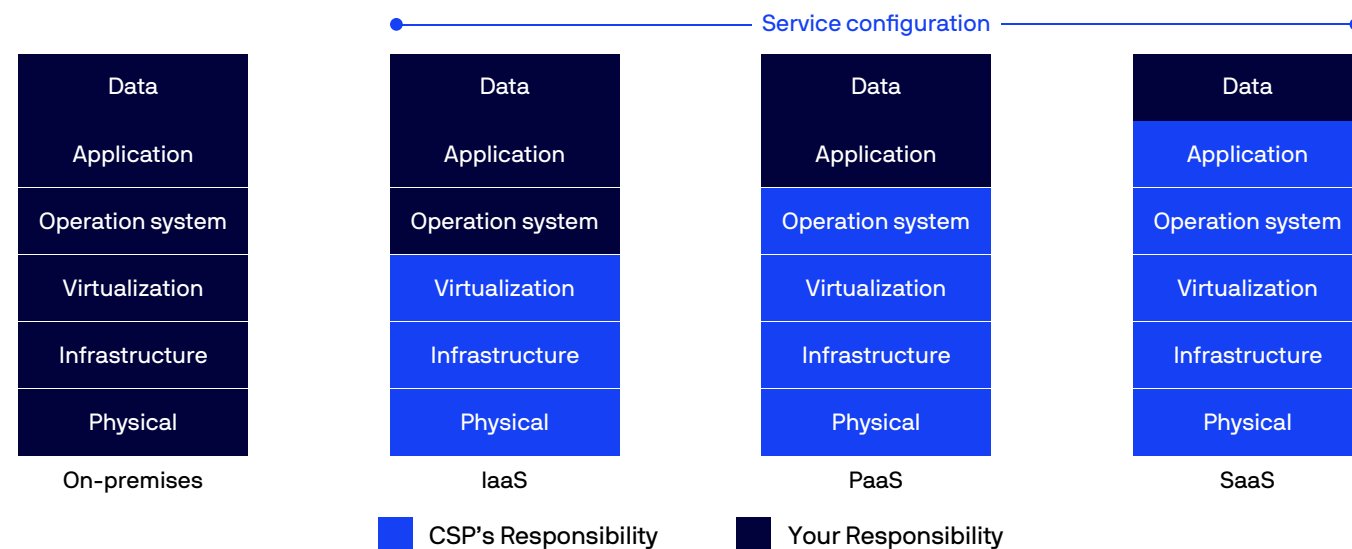 Service configuration
Data
Application
Operation system
Virtualization
Infrastructure
Physical
On-premises
Data
Application
Operation system
Virtualization
Infrastructure
Physical
IaaS
Data
Application
Operation system
Virtualization
Infrastructure
Physical
PaaS
Data
Application
Operation system
Virtualization
Infrastructure
Physical
SaaS
CSP's Responsibility
Your Responsibility